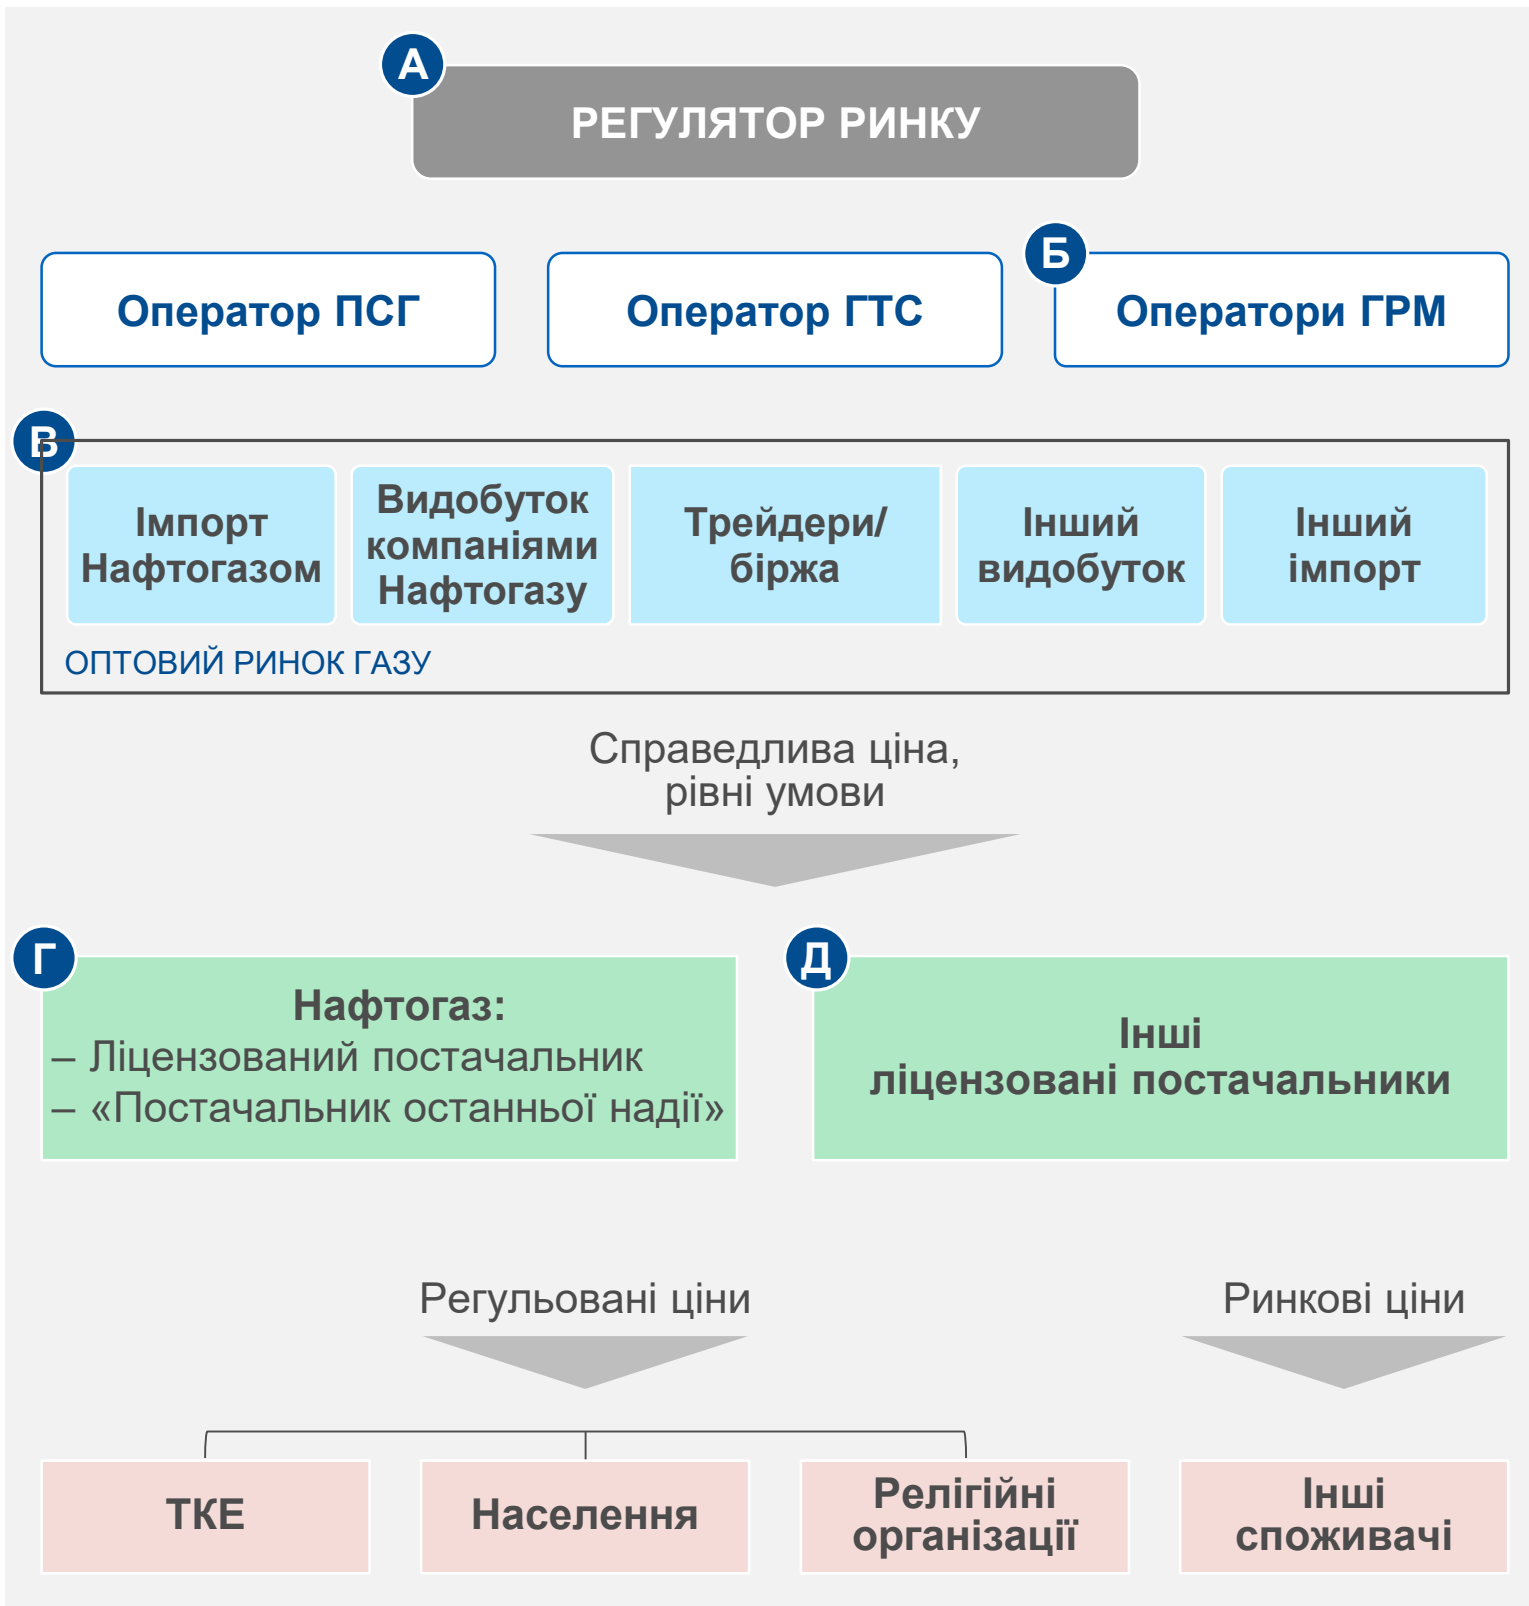 А
РЕГУЛЯТОР РИНКУ
Оператор ПСГ
Оператор ГТС
Б
Оператори ГРМ
В
Імпорт
Нафтогазом
Видобуток
компаніями
Нафтогазу
Трейдери/
біржа
Інший
видобуток
Інший
імпорт
ОПТОВИЙ РИНОК ГАЗУ
Справедлива ціна,
рівні умови
Г
Нафтогаз:
– Ліцензований постачальник
– «Постачальник останньої надії»
Д
Інші
ліцензовані постачальники
Регульовані ціни
Ринкові ціни
ТКЕ
Населення
Релігійні
організації
Інші
споживачі